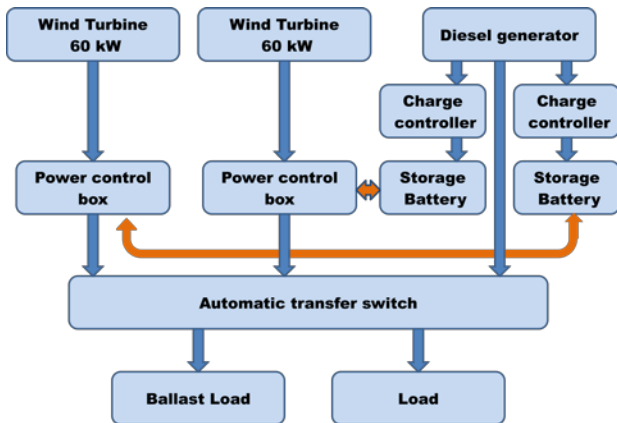 Wind Turbine
60 kW
Wind Turbine
60 kW
Diesel generator
Charge
controller
Charge
controller
Power control
box
Power control
box
Storage
Battery
Storage
Battery
Automatic transfer switch
Ballast Load
Load